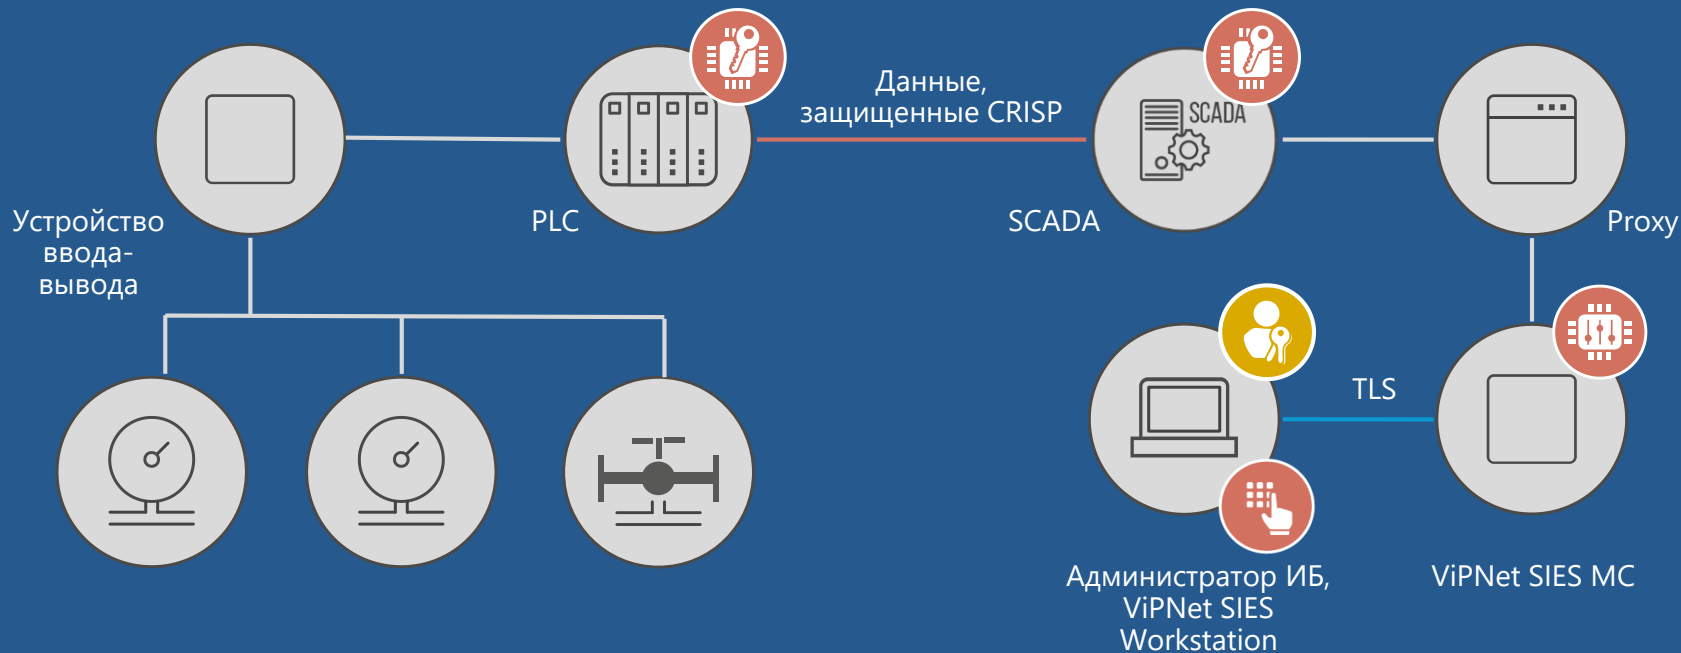 Данные,
защищенные CRISP
SCADA
Устройство
ввода-
вывода
PLC
SCADA
Proxy
TLS
Администратор ИБ,
ViPNet SIES
Workstation
ViPNet SIES MC